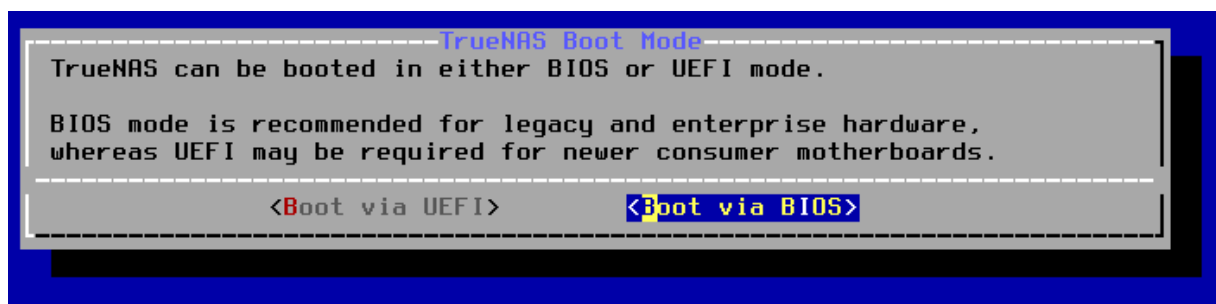 TrueNAS Boot Mode
TrueNAS can be booted in either BIOS or UEFI mode.
BIOS mode is recommended for legacy and enterprise hardware,
whereas UEFI may be required for newer consumer motherboards.
<Boot via UEFI> <Boot via BIOS>